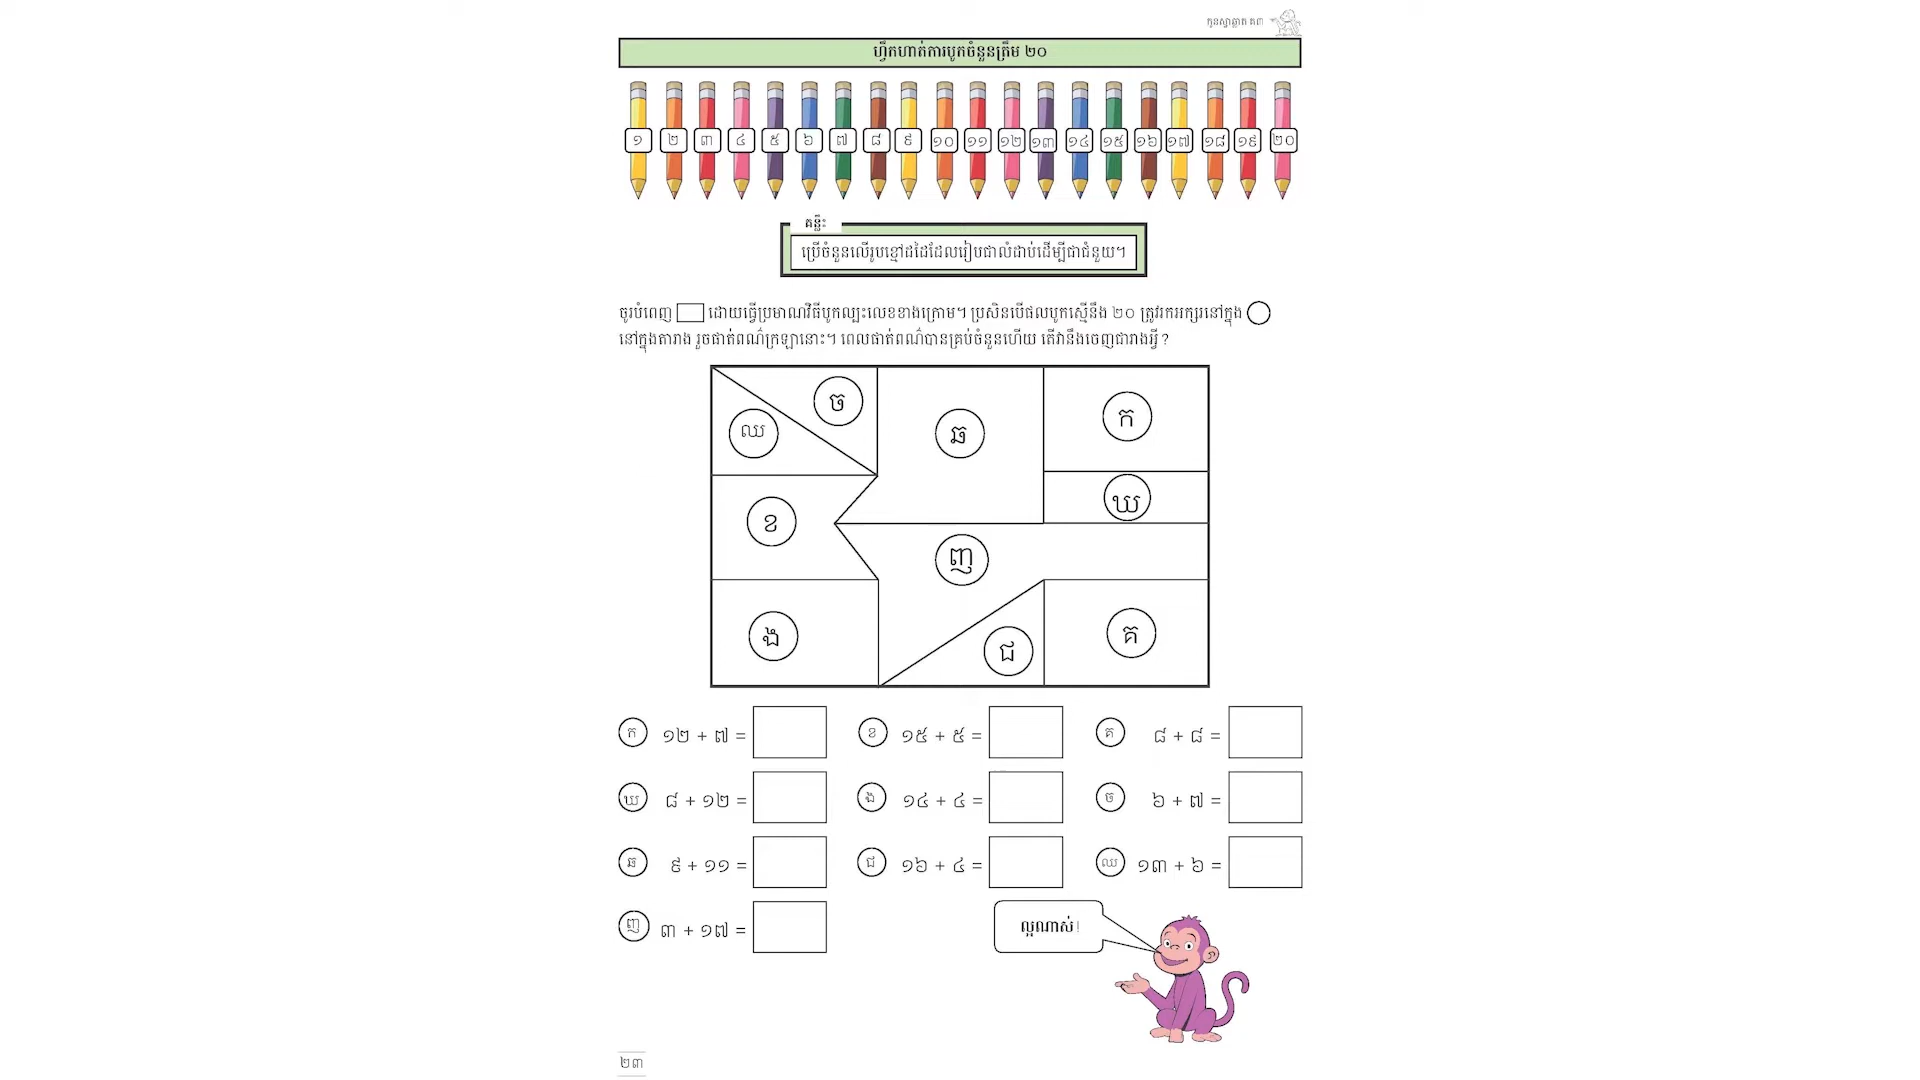 កូនស្វាឆ្លាត គ៣
ហ្វឹកហាត់ការបូកចំនួនត្រឹម ២០
១ ២ ៣ ៤ ៥ ៦ ៧ ៨ ៩ ១០ ១១ ១២ ១៣ ១៤ ១៥ ១៦ ១៧ ១៨ ១៩ ២០
គន្លឹះ
ប្រើចំនួនលើរូបខ្មៅដដៃដែលរៀបជាលំដាប់ដើម្បីជាជំនួយ។
ចូរបំពេញ ដោយធ្វើប្រមាណវិធីបូកល្បះលេខខាងក្រោម។ ប្រសិនបើផលបូកស្មើនឹង ២០ ត្រូវរកអក្សរនៅក្នុង
នៅក្នុងតារាង រួចផាត់ពណ៌ក្រឡានោះ។ ពេលផាត់ពណ៌បានគ្រប់ចំនួនហើយ តើវានឹងចេញជារាងអ្វី ?
ច
ឆ
ក
ឈ
ឃ
ខ
ញ
ង
ជ
គ
ក ១២ + ៧ =
ខ ១៥ + ៥ =
គ ៨ + ៨ =
ឃ ៨ + ១២ =
ង ១៤ + ៤ =
ច ៦ + ៧ =
ឆ ៩ + ១១ =
ជ ១៦ + ៤ =
ឈ ១៣ + ៦ =
ញ ៣ + ១៧ =
ល្អណាស់!
២៣